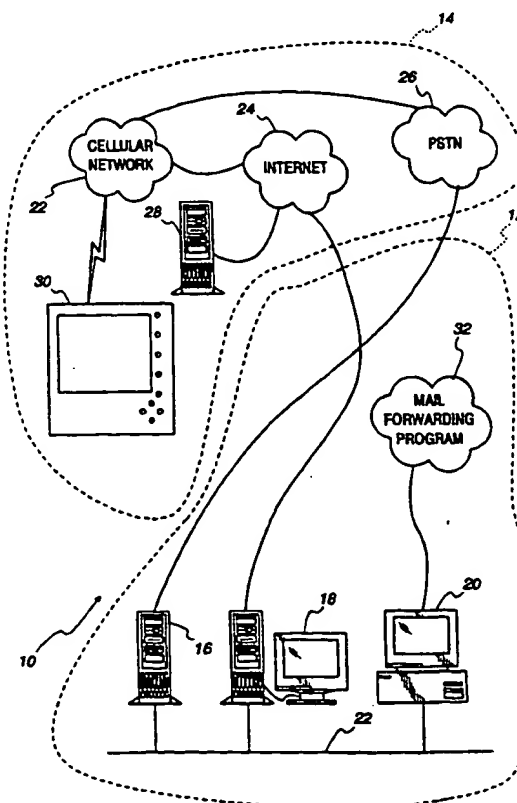 14
26
24
CELLULAR
NETWORK
INTERNET
PSTN
22
28
30
32
MAIL
FORWARDING
PROGRAM
18
20
16
10
22